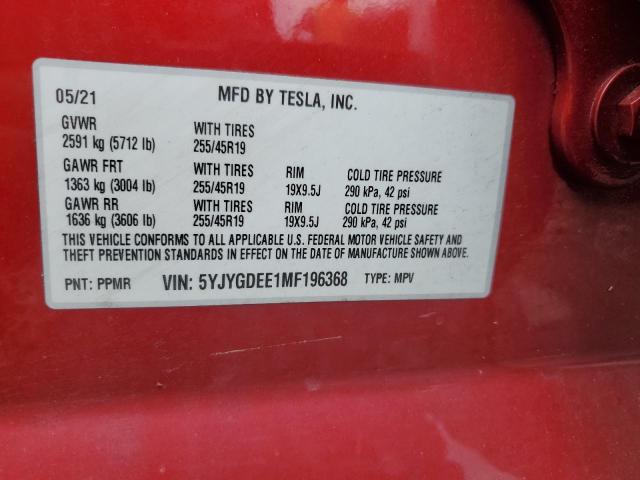 05/21 MFD BY TESLA, INC.
GVWR WITH TIRES
2591 kg (5712 lb) 255/45R19
GAWR FRT WITH TIRES RIM COLD TIRE PRESSURE
1363 kg (3004 lb) 255/45R19 19X9.5J 290 kPa, 42 psi
GAWR RR WITH TIRES RIM COLD TIRE PRESSURE
1636 kg (3606 lb) 255/45R19 19X9.5J 290 kPa, 42 psi
THIS VEHICLE CONFORMS TO ALL APPLICABLE U.S. FEDERAL MOTOR VEHICLE SAFETY AND
THEFT PREVENTION STANDARDS IN EFFECT ON THE DATE OF MANUFACTURE SHOWN ABOVE.
PNT: PPMR VIN: 5YJYGDEE1MF196368 TYPE: MPV